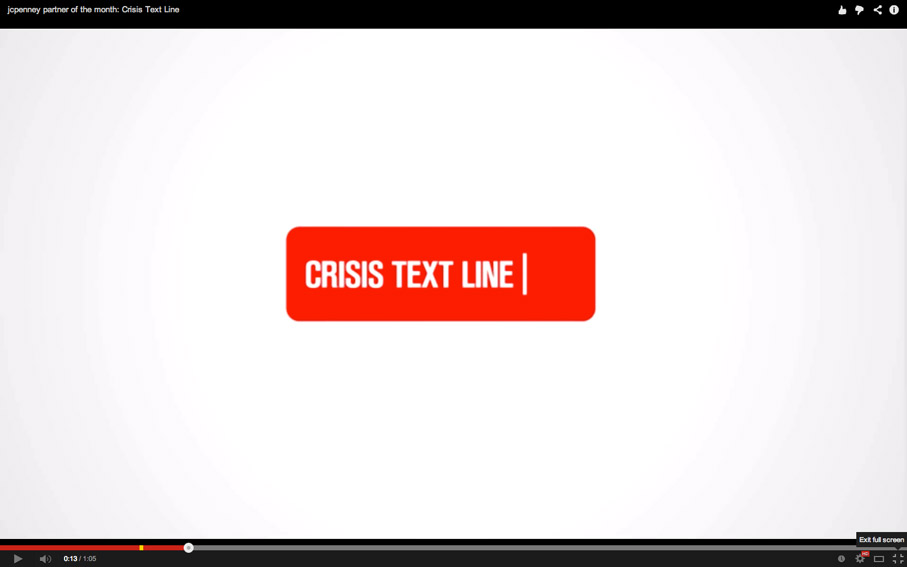 jcpenney partner of the month: Crisis Text Line
CRISIS TEXT LINE |
Exit full screen
0:13 / 1:05
HD